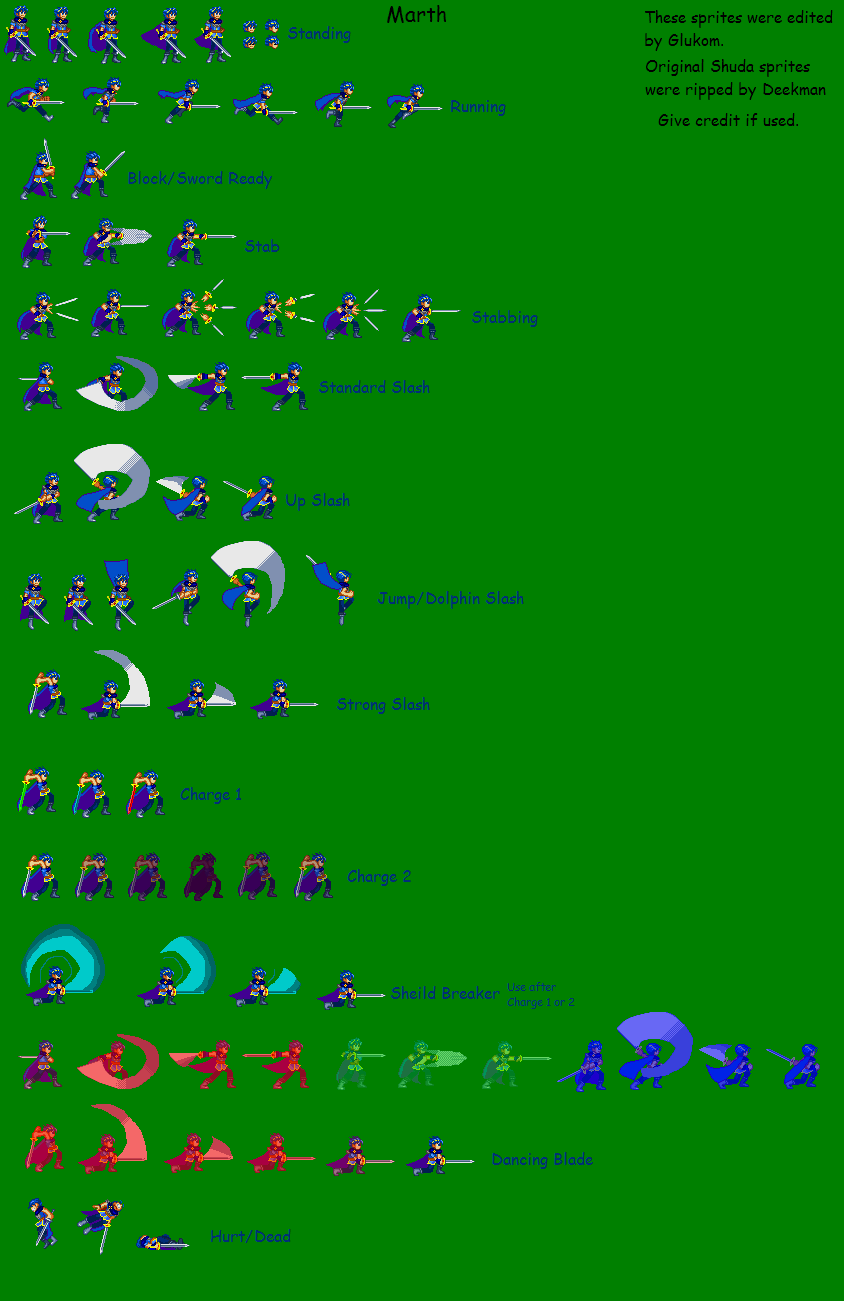 Marth
These sprites were edited
by Glukom.
Original Shuda sprites
were ripped by Deekman
Give credit if used.
Standing
Running
Block/Sword Ready
Stab
Stabbing
Standard Slash
Up Slash
Jump/Dolphin Slash
Strong Slash
Charge 1
Charge 2
Sheild Breaker
Use after
Charge 1 or 2
Dancing Blade
Hurt/Dead